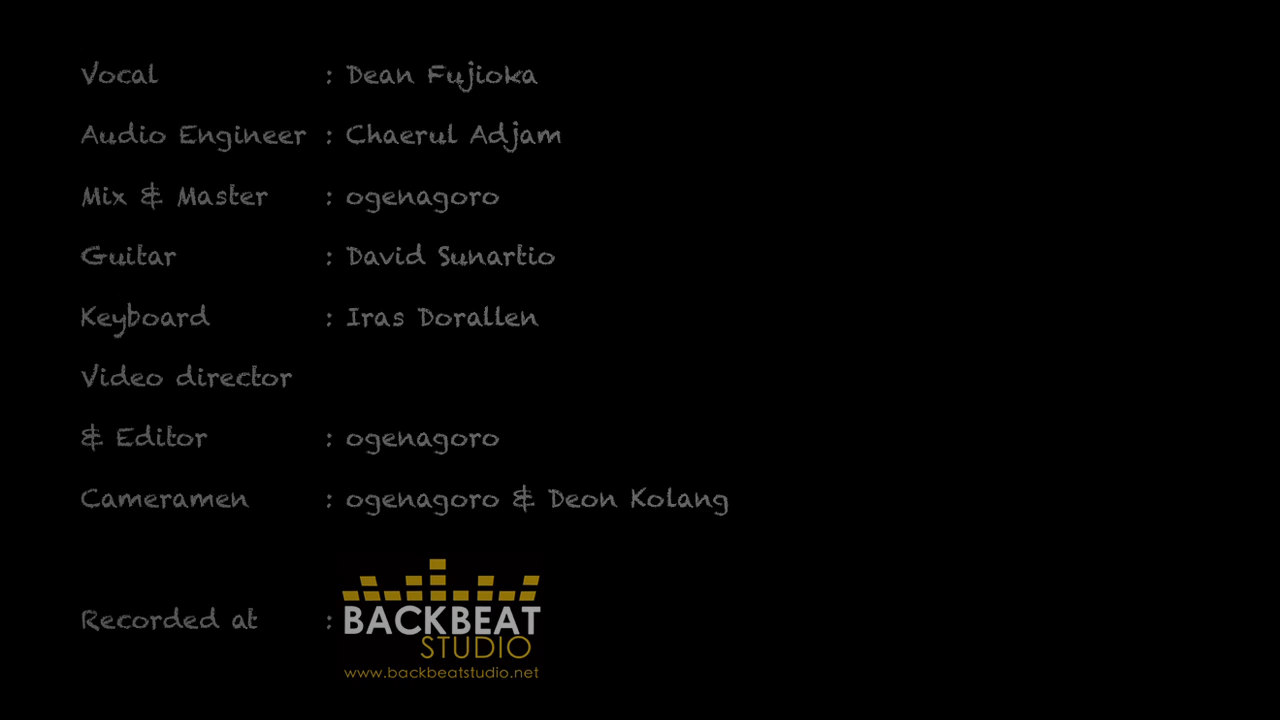 Vocal : Dean Fujioka
Audio Engineer : Chaerul Adjam
Mix & Master : ogenagoro
Guitar : David Sunartio
Keyboard : Iras Dorallen
Video director
& Editor : ogenagoro
Cameramen : ogenagoro & Deon Kolang
Recorded at : BACKBEAT
STUDIO
www.backbeatstudio.net